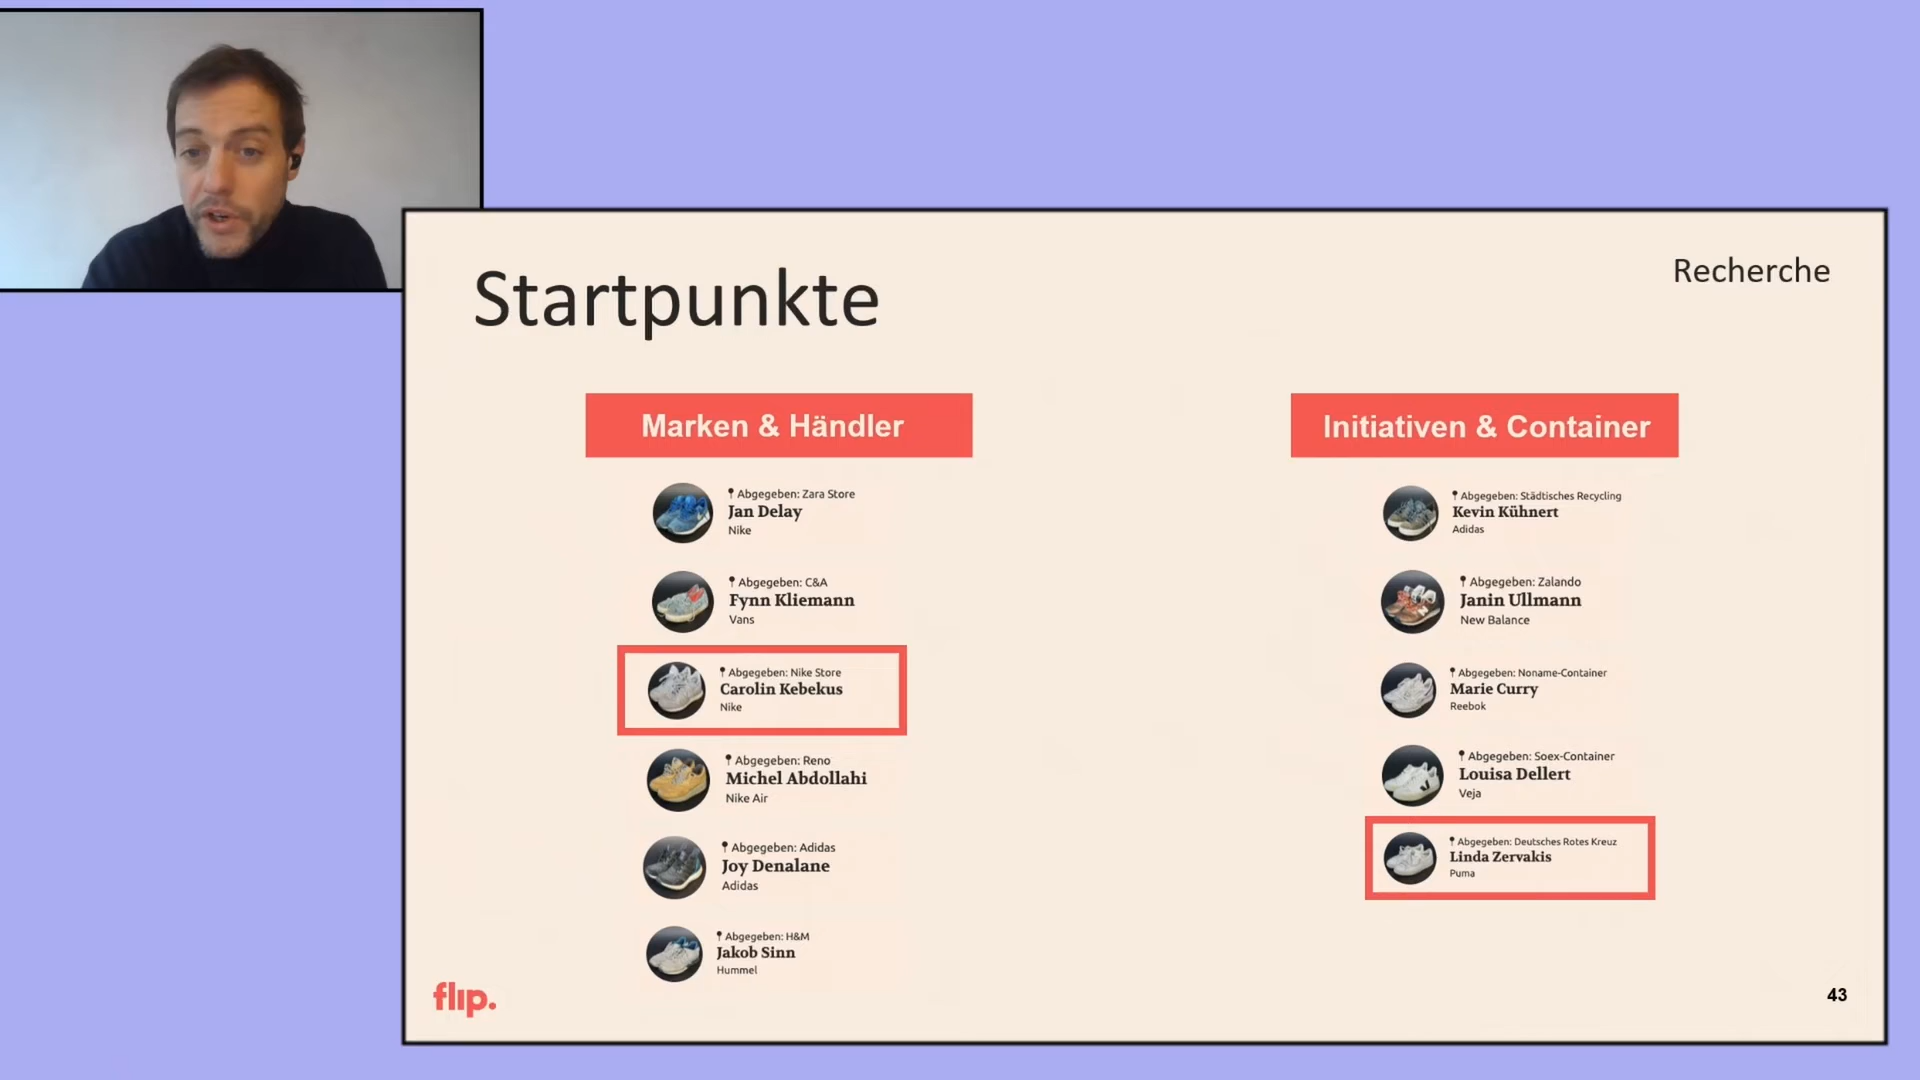 Startpunkte
Recherche
Marken & Händler
Abgegeben: Zara Store
Jan Delay
Nike
Abgegeben: C&A
Fynn Kliemann
Vans
Abgegeben: Nike Store
Carolin Kebekus
Nike
Abgegeben: Reno
Michel Abdollahi
Nike Air
Abgegeben: Adidas
Joy Denalane
Adidas
Abgegeben: H&M
Jakob Sinn
Hummel
Initiativen & Container
Abgegeben: Städtisches Recycling
Kevin Kühnert
Adidas
Abgegeben: Zalando
Janin Ullmann
New Balance
Abgegeben: Noname-Container
Marie Curry
Reebok
Abgegeben: Soex-Container
Louisa Dellert
Veja
Abgegeben: Deutsches Rotes Kreuz
Linda Zervakis
Puma
flip.
43